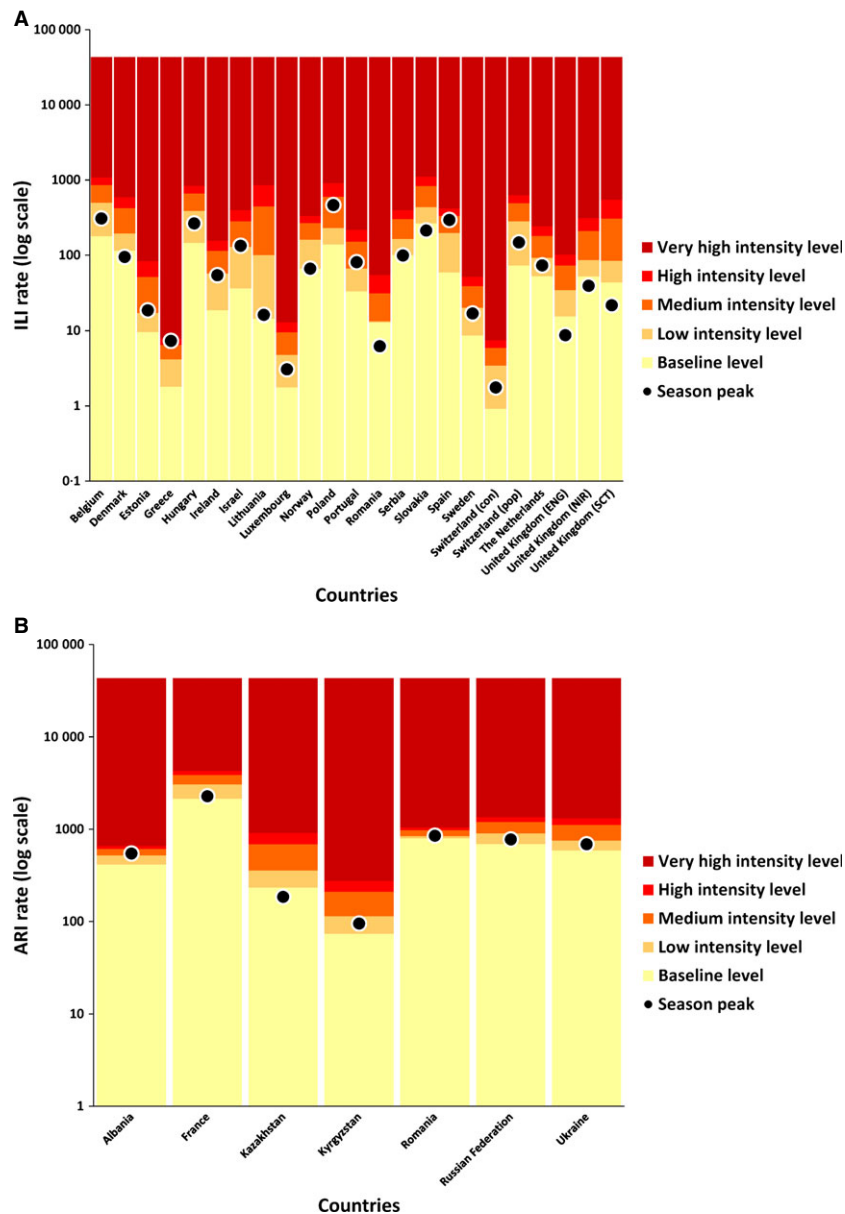 A
100 000
10 000
1000
100
10
1
0·1
ILI rate (log scale)
Very high intensity level
High intensity level
Medium intensity level
Low intensity level
Baseline level
Season peak
Belgium
Denmark
Estonia
Greece
Hungary
Ireland
Israel
Lithuania
Luxembourg
Norway
Poland
Portugal
Romania
Serbia
Slovakia
Spain
Sweden
Switzerland (con)
Switzerland (pop)
The Netherlands
United Kingdom (ENG)
United Kingdom (NIR)
United Kingdom (SCT)
Countries
B
100 000
10 000
1000
100
10
1
ARI rate (log scale)
Very high intensity level
High intensity level
Medium intensity level
Low intensity level
Baseline level
Season peak
Albania
France
Kazakhstan
Kyrgyzstan
Romania
Russian Federation
Ukraine
Countries